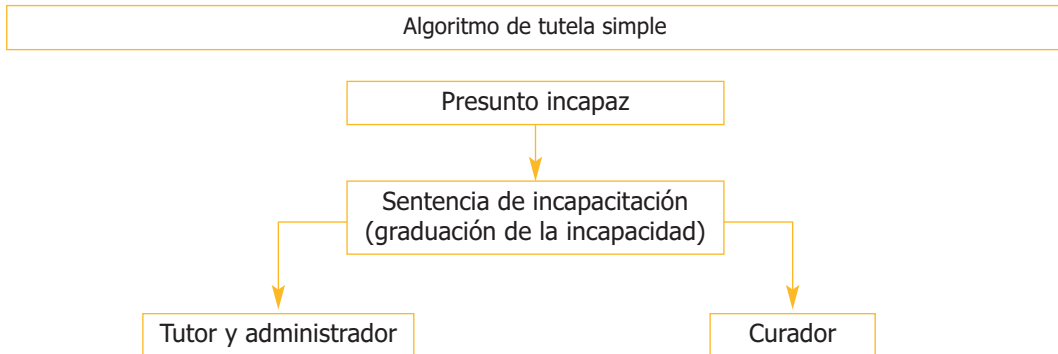 Algoritmo de tutela simple
Presunto incapaz
Sentencia de incapacitación
(graduación de la incapacidad)
Tutor y administrador
Curador